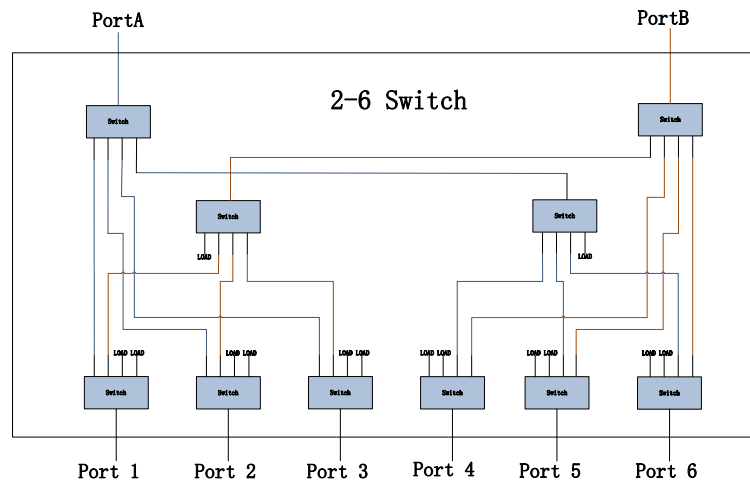 PortA
PortB
2-6 Switch
Switch
Switch
Switch
Switch
LOAD
LOAD
LOAD LOAD
LOAD LOAD
LOAD LOAD
LOAD LOAD
LOAD LOAD
LOAD LOAD
Switch
Switch
Switch
Switch
Switch
Switch
Port 1
Port 2
Port 3
Port 4
Port 5
Port 6